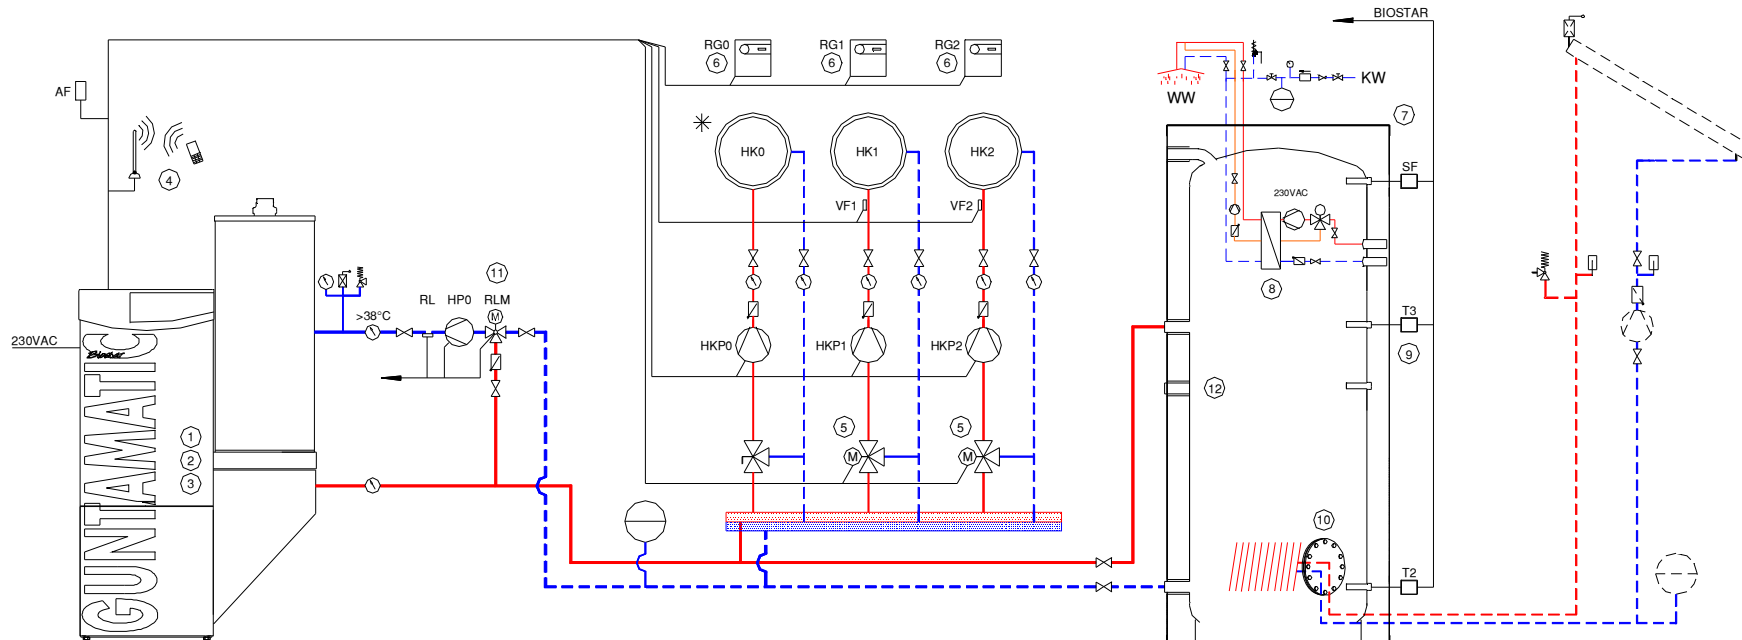 BIOSTAR
RG0
RG1
RG2
6
6
6
AF
KW
WW
7
4
HK0
HK1
HK2
SF
230VAC
VF1
VF2
11
8
RL
HP0
RLM
M
>38°C
T3
230VAC
Biostar
HKP0
HKP1
HKP2
9
12
5
5
1
2
3
M
M
GUNTAMATIC
10
T2